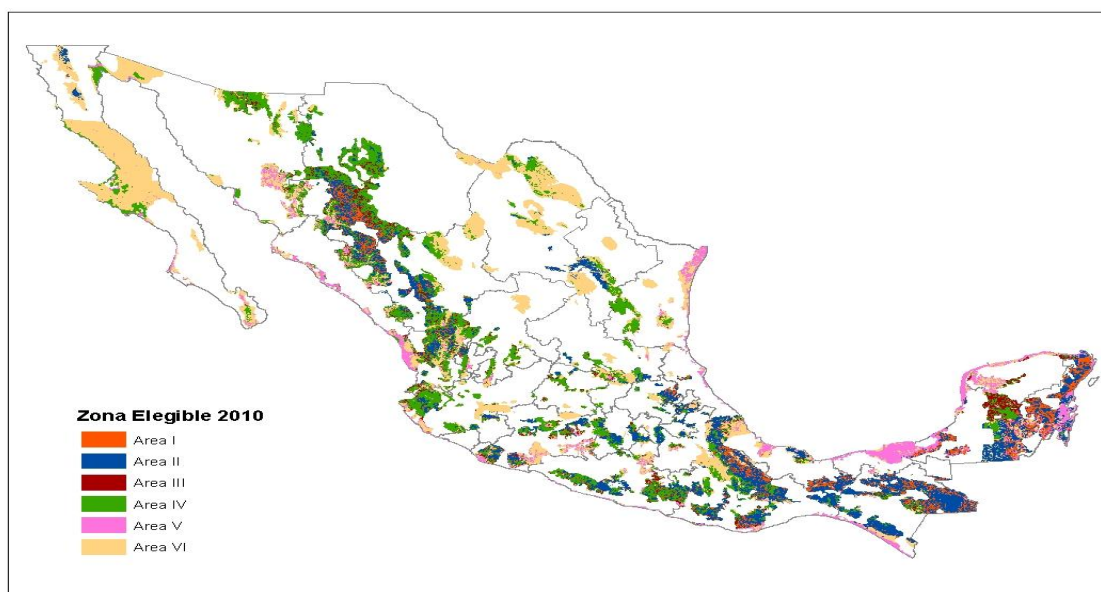 Zona Elegible 2010
Area I
Area II
Area III
Area IV
Area V
Area VI